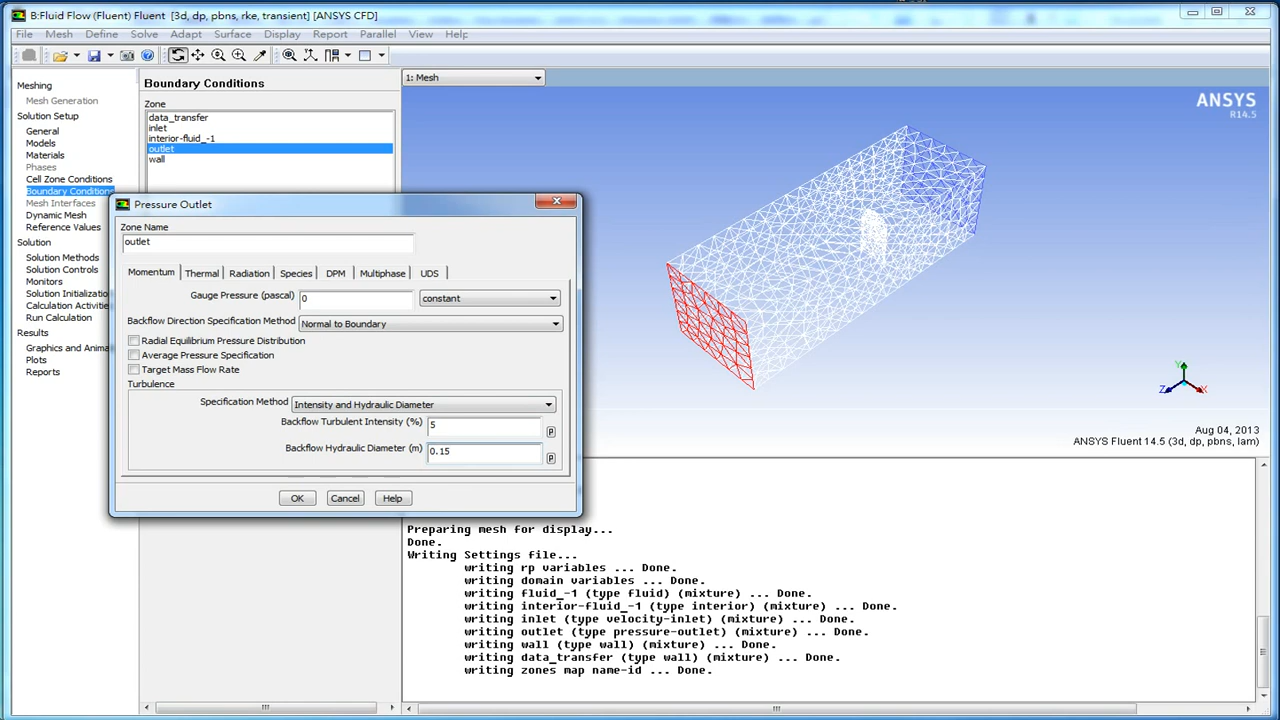 B:Fluid Flow (Fluent) Fluent [3d, dp, pbns, rke, transient] [ANSYS CFD]
File Mesh Define Solve Adapt Surface Display Report Parallel View Help
Meshing
Mesh Generation
Solution Setup
General
Models
Materials
Phases
Cell Zone Conditions
Boundary Conditions
Mesh Interfaces
Dynamic Mesh
Reference Values
Solution
Solution Methods
Solution Controls
Monitors
Solution Initializatio
Calculation Activitie
Run Calculation
Results
Graphics and Anima
Plots
Reports
Boundary Conditions
Zone
data_transfer
inlet
interior-fluid_-1
outlet
wall
Pressure Outlet
Zone Name
outlet
Momentum Thermal Radiation Species DPM Multiphase UDS
Gauge Pressure (pascal) 0 constant
Backflow Direction Specification Method Normal to Boundary
Radial Equilibrium Pressure Distribution
Average Pressure Specification
Target Mass Flow Rate
Turbulence
Specification Method Intensity and Hydraulic Diameter
Backflow Turbulent Intensity (%) 5 P
Backflow Hydraulic Diameter (m) 0.15 P
OK Cancel Help
1: Mesh
ANSYS
R14.5
Y
Z X
Aug 04, 2013
ANSYS Fluent 14.5 (3d, dp, pbns, lam)
Preparing mesh for display...
Done.
Writing Settings file...
writing rp variables ... Done.
writing domain variables ... Done.
writing fluid_-1 (type fluid) (mixture) ... Done.
writing interior-fluid_-1 (type interior) (mixture) ... Done.
writing inlet (type velocity-inlet) (mixture) ... Done.
writing outlet (type pressure-outlet) (mixture) ... Done.
writing wall (type wall) (mixture) ... Done.
writing data_transfer (type wall) (mixture) ... Done.
writing zones map name-id ... Done.